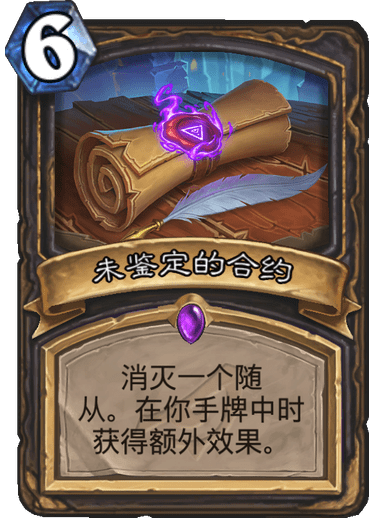 6
未鉴定的合约
消灭一个随
从。在你手牌中时
获得额外效果。